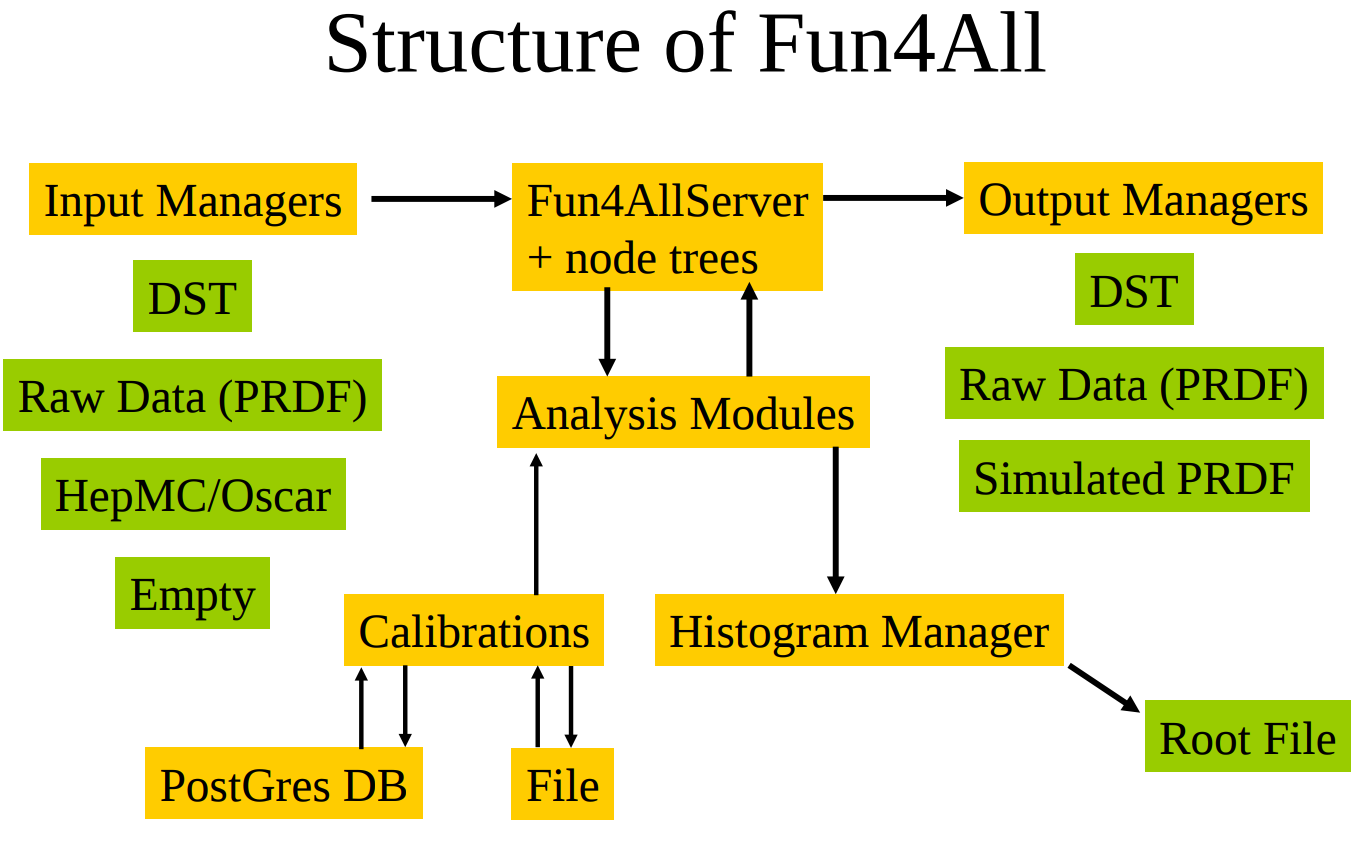 Structure of Fun4All
Input Managers
Fun4AllServer
+ node trees
Output Managers
DST
Raw Data (PRDF)
HepMC/Oscar
Empty
DST
Raw Data (PRDF)
Simulated PRDF
Analysis Modules
Calibrations
Histogram Manager
PostGres DB
File
Root File